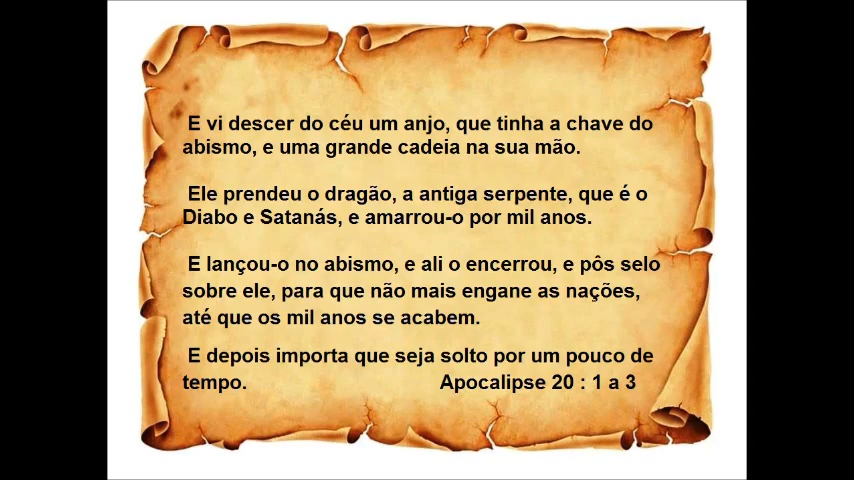 E vi descer do céu um anjo, que tinha a chave do
abismo, e uma grande cadeia na sua mão.
Ele prendeu o dragão, a antiga serpente, que é o
Diabo e Satanás, e amarrou-o por mil anos.
E lançou-o no abismo, e ali o encerrou, e pôs selo
sobre ele, para que não mais engane as nações,
até que os mil anos se acabem.
E depois importa que seja solto por um pouco de
tempo. Apocalipse 20 : 1 a 3